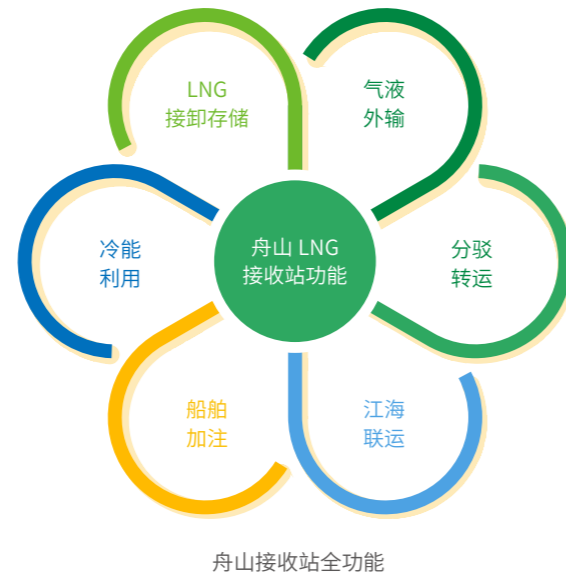 LNG
接卸存储
气液
外输
冷能
利用
舟山 LNG
接收站功能
分驳
转运
船舶
加注
江海
联运
舟山接收站全功能